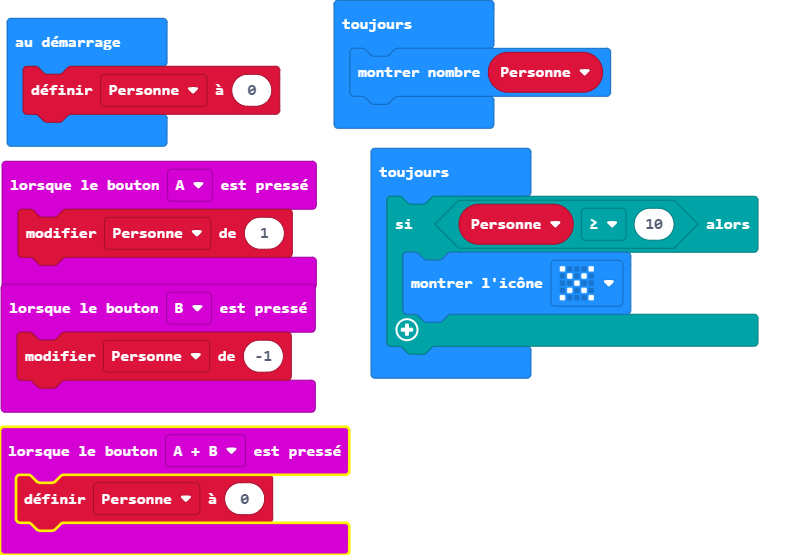 au démarrage
définir Personne à 0
toujours
montrer nombre Personne
lorsque le bouton A est pressé
modifier Personne de 1
lorsque le bouton B est pressé
modifier Personne de -1
toujours
si Personne ≥ 10 alors
montrer l'icône
lorsque le bouton A + B est pressé
définir Personne à 0